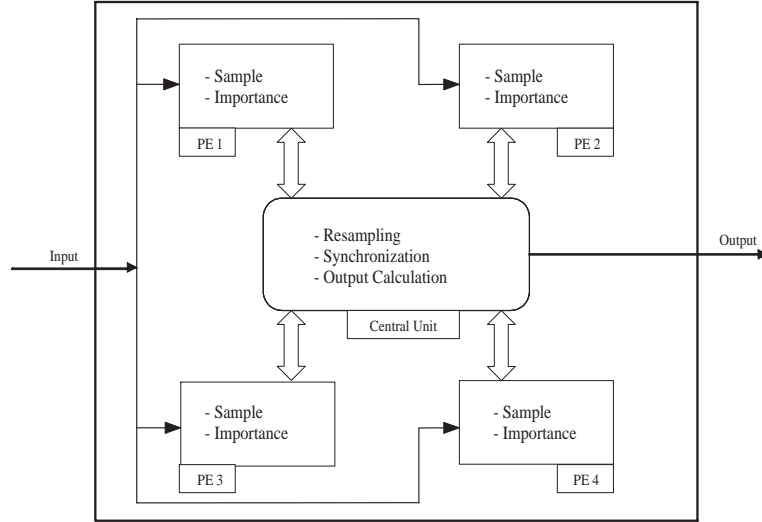 - Sample
- Importance
PE 1
- Sample
- Importance
PE 2
Input
- Resampling
- Synchronization
- Output Calculation
Central Unit
Output
- Sample
- Importance
PE 3
- Sample
- Importance
PE 4